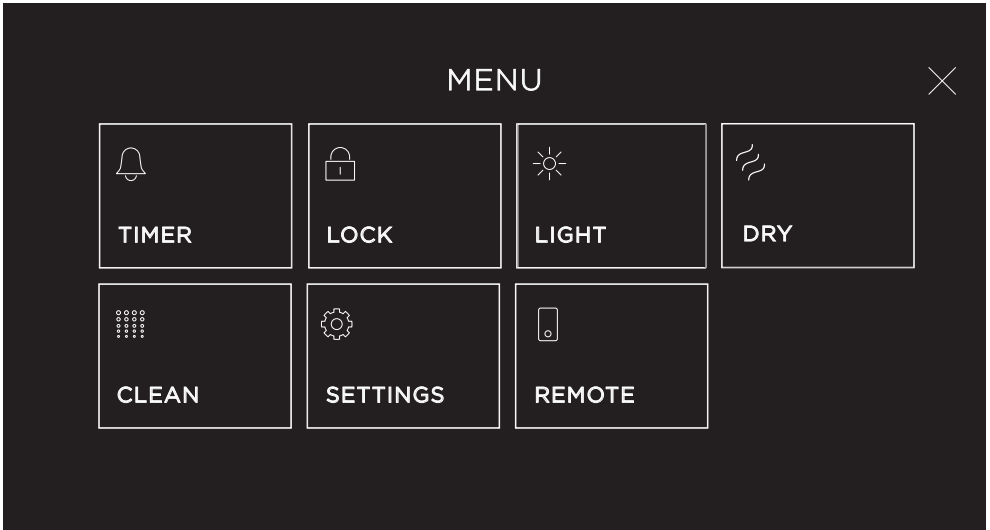 MENU
TIMER
LOCK
LIGHT
DRY
CLEAN
SETTINGS
REMOTE